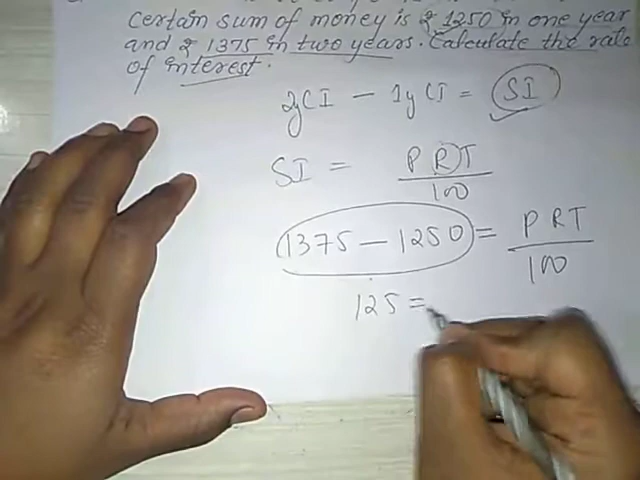 Certain sum of money is ₹ 1250 in one year
and ₹ 1375 in two years. Calculate the rate
of interest.
2y CI - 1y CI = SI
SI = PRT / 100
1375 - 1250 = PRT / 100
125 =